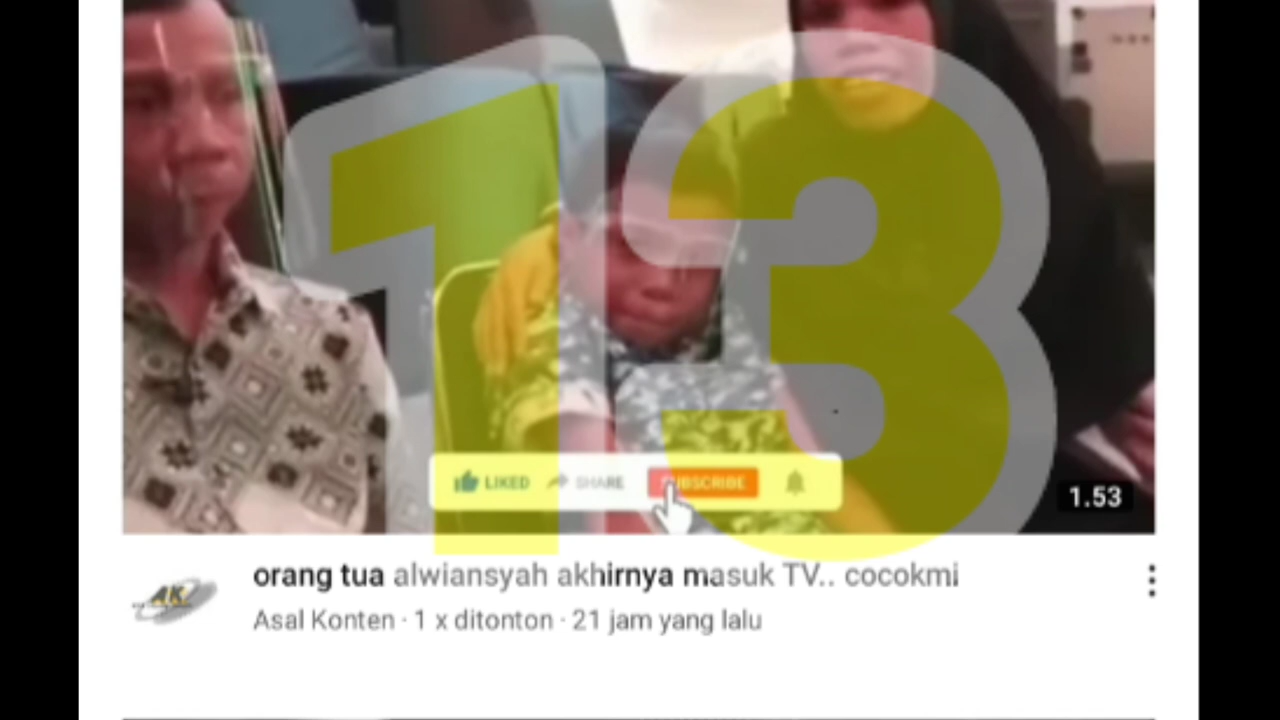 13
LIKED SHARE SUBSCRIBE
1.53
AK
orang tua alwiansyah akhirnya masuk TV.. cocokmi
Asal Konten · 1 x ditonton · 21 jam yang lalu